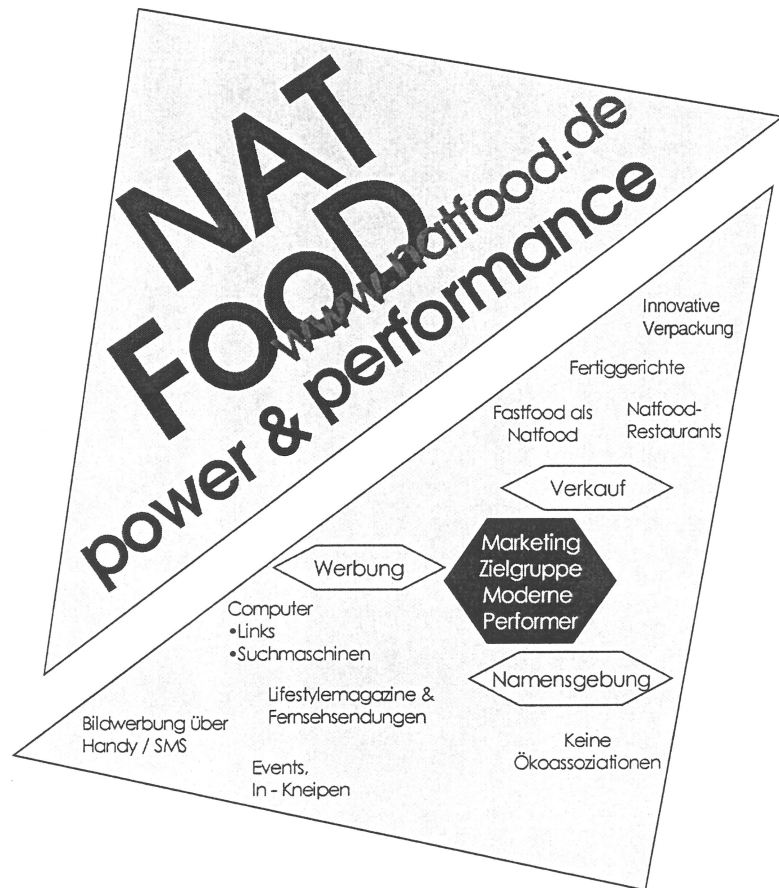 NAT
FOOD
www.natfood.de
power & performance
Innovative
Verpackung
Fertiggerichte
Fastfood als
Natfood
Natfood-
Restaurants
Verkauf
Marketing
Zielgruppe
Moderne
Performer
Werbung
Computer
•Links
•Suchmaschinen
Lifestylemagazine &
Fernsehsendungen
Bildwerbung über
Handy / SMS
Events,
In - Kneipen
Namensgebung
Keine
Ökoassoziationen